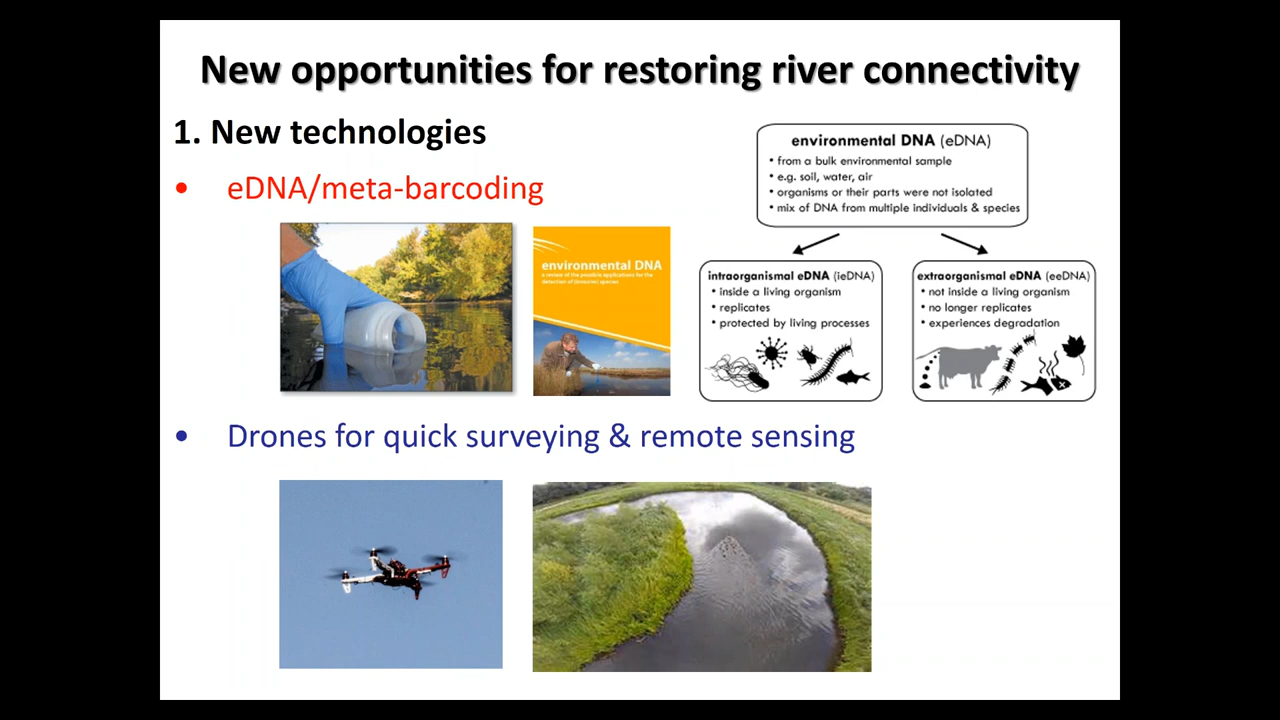 New opportunities for restoring river connectivity
1. New technologies
• eDNA/meta-barcoding
environmental DNA
a review of the possible applications for the
detection of (invasive) species
environmental DNA (eDNA)
• from a bulk environmental sample
• e.g. soil, water, air
• organisms or their parts were not isolated
• mix of DNA from multiple individuals & species
intraorganismal eDNA (ieDNA)
• inside a living organism
• replicates
• protected by living processes
extraorganismal eDNA (eeDNA)
• not inside a living organism
• no longer replicates
• experiences degradation
• Drones for quick surveying & remote sensing